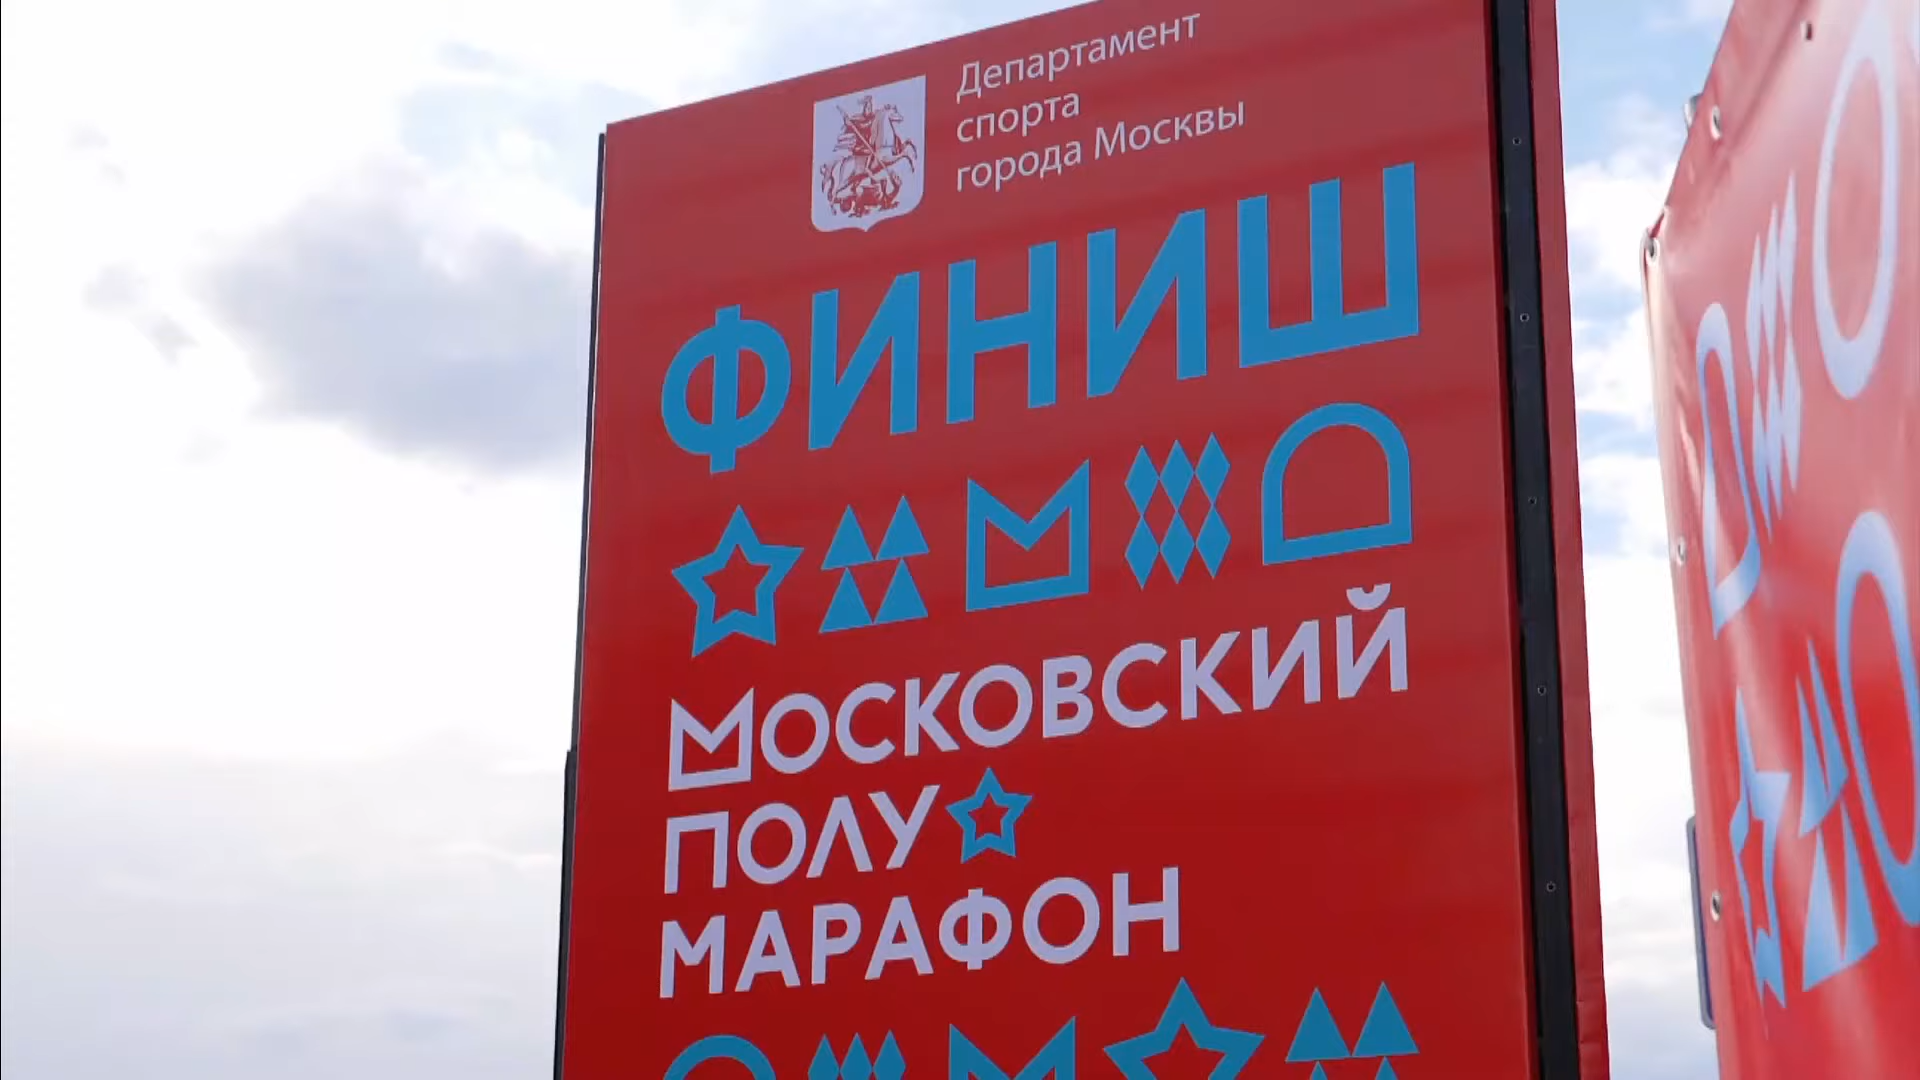 Департамент
спорта
города Москвы
ФИНИШ
МОСКОВСКИЙ
ПОЛУ
МАРАФОН